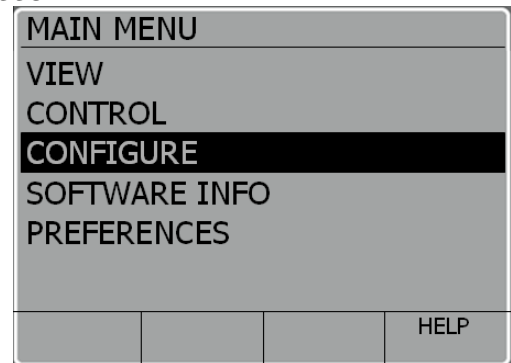 MAIN MENU
VIEW
CONTROL
CONFIGURE
SOFTWARE INFO
PREFERENCES
HELP